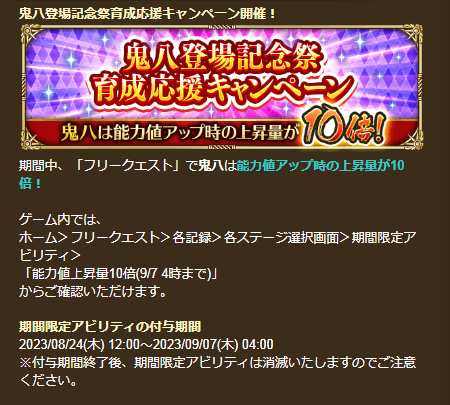 鬼八登場記念祭育成応援キャンペーン開催！
鬼八登場記念祭
育成応援キャンペーン
鬼八は能力値アップ時の上昇量が10倍!
期間中、「フリークエスト」で鬼八は能力値アップ時の上昇量が10
倍！
ゲーム内では、
ホーム＞フリークエスト＞各記録＞各ステージ選択画面＞期間限定ア
ビリティ＞
「能力値上昇量10倍(9/7 4時まで)」
からご確認いただけます。
期間限定アビリティの付与期間
2023/08/24(木) 12:00～2023/09/07(木) 04:00
※付与期間終了後、期間限定アビリティは消滅いたしますのでご注意
ください。